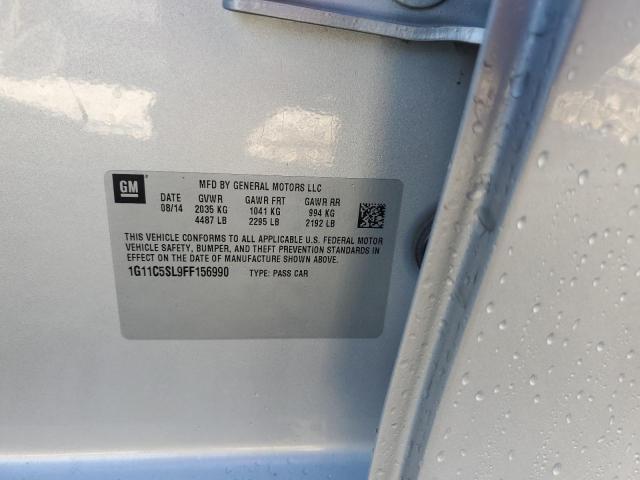 GM
MFD BY GENERAL MOTORS LLC
DATE GVWR GAWR FRT GAWR RR
08/14 2035 KG 1041 KG 994 KG
4487 LB 2295 LB 2192 LB
THIS VEHICLE CONFORMS TO ALL APPLICABLE U.S. FEDERAL MOTOR
VEHICLE SAFETY, BUMPER, AND THEFT PREVENTION STANDARDS IN
EFFECT ON THE DATE OF MANUFACTURE SHOWN ABOVE.
1G11C5SL9FF156990 TYPE: PASS CAR